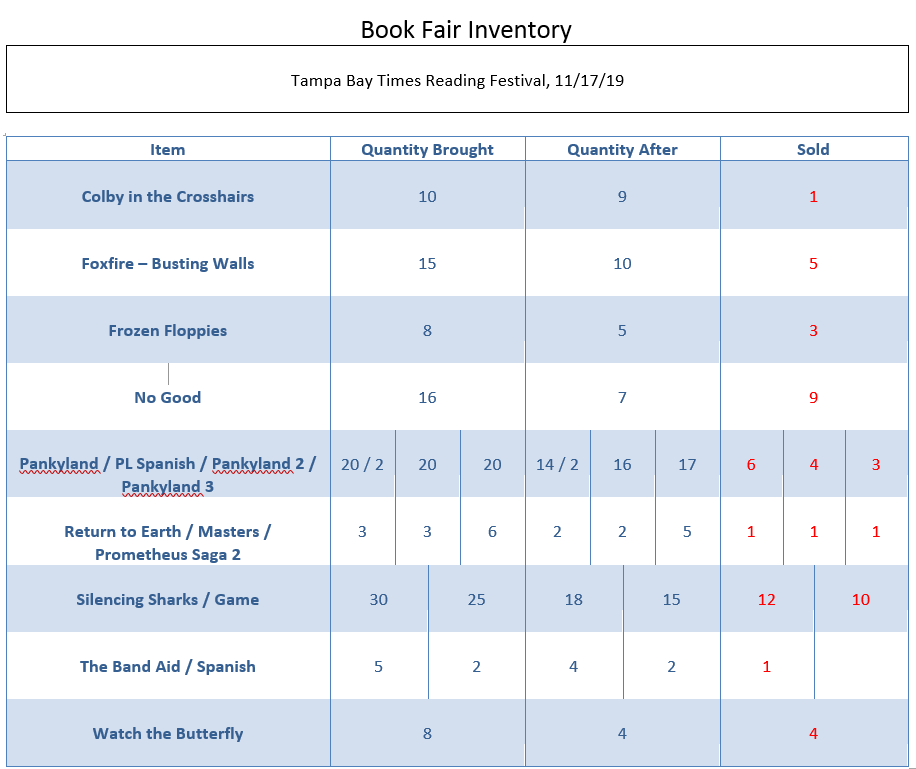 Book Fair Inventory
Tampa Bay Times Reading Festival, 11/17/19
Item Quantity Brought Quantity After Sold
Colby in the Crosshairs 10 9 1
Foxfire – Busting Walls 15 10 5
Frozen Floppies 8 5 3
No Good 16 7 9
Pankyland / PL Spanish / Pankyland 2 / 20 / 2 20 20 14 / 2 16 17 6 4 3
Pankyland 3
Return to Earth / Masters / 3 3 6 2 2 5 1 1 1
Prometheus Saga 2
Silencing Sharks / Game 30 25 18 15 12 10
The Band Aid / Spanish 5 2 4 2 1
Watch the Butterfly 8 4 4